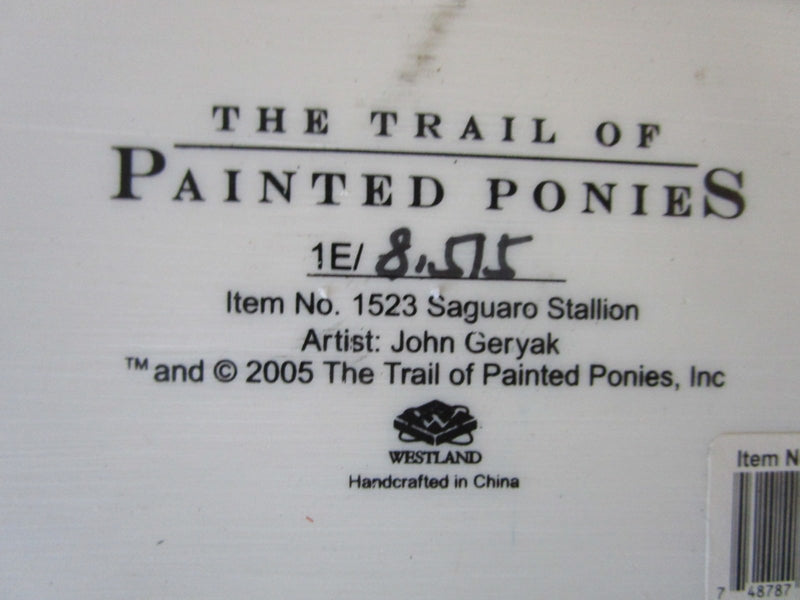 THE TRAIL OF
PAINTED PONIES
1E/ 8,575
Item No. 1523 Saguaro Stallion
Artist: John Geryak
™ and © 2005 The Trail of Painted Ponies, Inc
WESTLAND
Handcrafted in China
Item N
7 48787